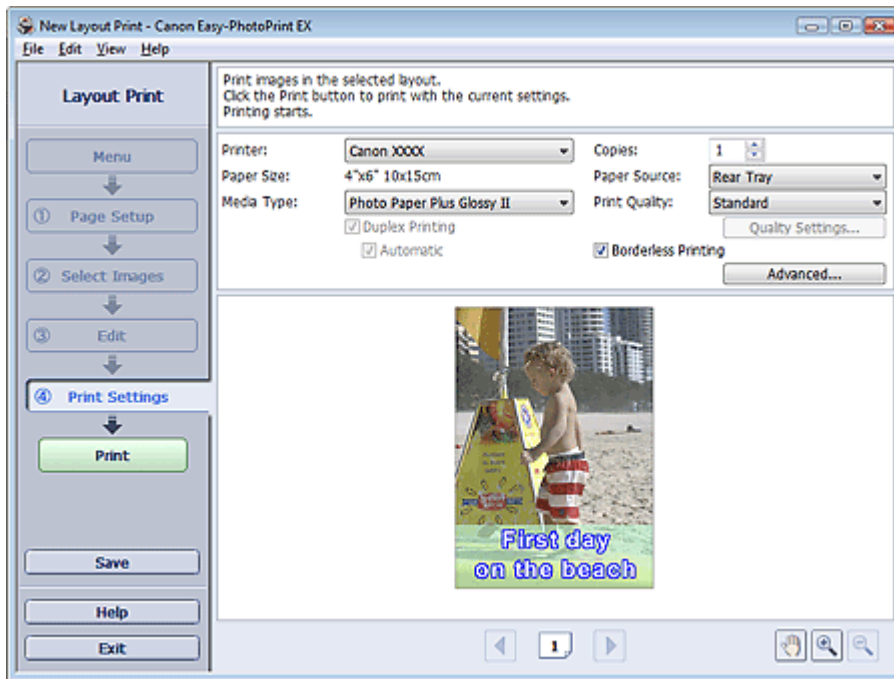 New Layout Print - Canon Easy-PhotoPrint EX
File Edit View Help
Layout Print
Print images in the selected layout.
Click the Print button to print with the current settings.
Printing starts.
Menu
① Page Setup
② Select Images
③ Edit
④ Print Settings
Print
Save
Help
Exit
Printer: Canon XXXX Copies: 1
Paper Size: 4"x6" 10x15cm Paper Source: Rear Tray
Media Type: Photo Paper Plus Glossy II Print Quality: Standard
Duplex Printing Quality Settings...
Automatic Borderless Printing
Advanced...
First day
on the beach
1